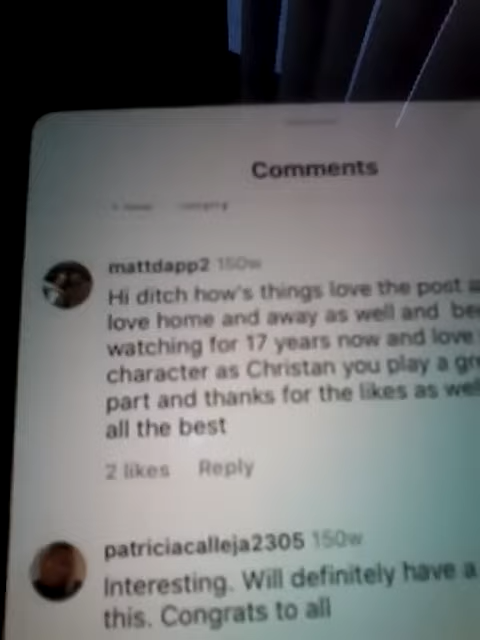 Comments
mattdapp2 150w
Hi ditch how's things love the post
love home and away as well and
watching for 17 years now and love
character as Christan you play a
part and thanks for the likes as
all the best
2 likes Reply
patriciacalleja2305 150w
Interesting. Will definitely have a
this. Congrats to all